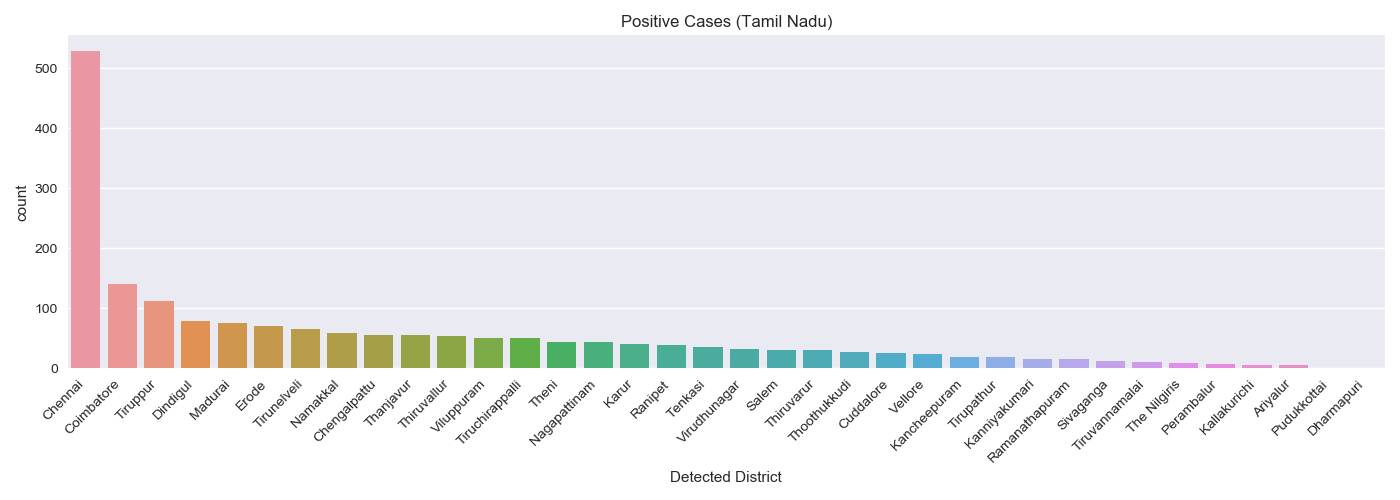 Positive Cases (Tamil Nadu)
count
500
400
300
200
100
0
Chennai
Coimbatore
Tiruppur
Dindigul
Madurai
Erode
Tirunelveli
Namakkal
Chengalpattu
Thanjavur
Thiruvallur
Viluppuram
Tiruchirappalli
Theni
Nagapattinam
Karur
Ranipet
Tenkasi
Virudhunagar
Salem
Thiruvarur
Thoothukkudi
Cuddalore
Vellore
Kancheepuram
Tirupathur
Kanniyakumari
Ramanathapuram
Sivaganga
Tiruvannamalai
The Nilgiris
Perambalur
Kallakurichi
Ariyalur
Pudukkottai
Dharmapuri
Detected District